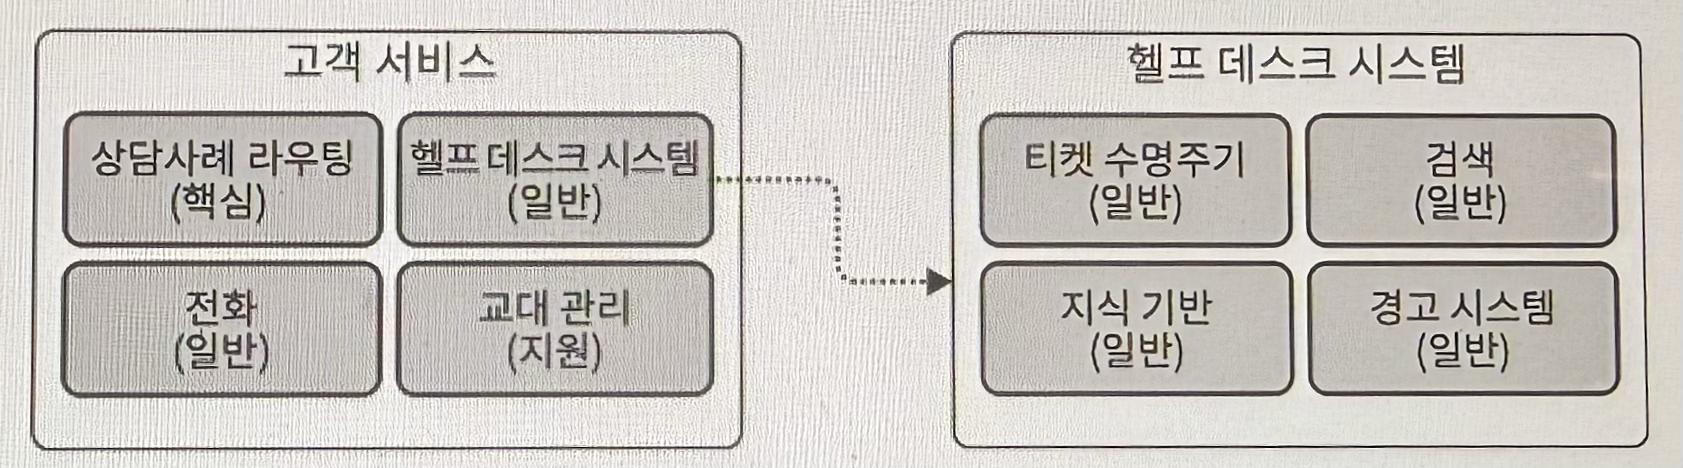 고객 서비스
상담사례 라우팅
(핵심)
헬프 데스크 시스템
(일반)
전화
(일반)
교대 관리
(지원)
헬프 데스크 시스템
티켓 수명주기
(일반)
검색
(일반)
지식 기반
(일반)
경고 시스템
(일반)